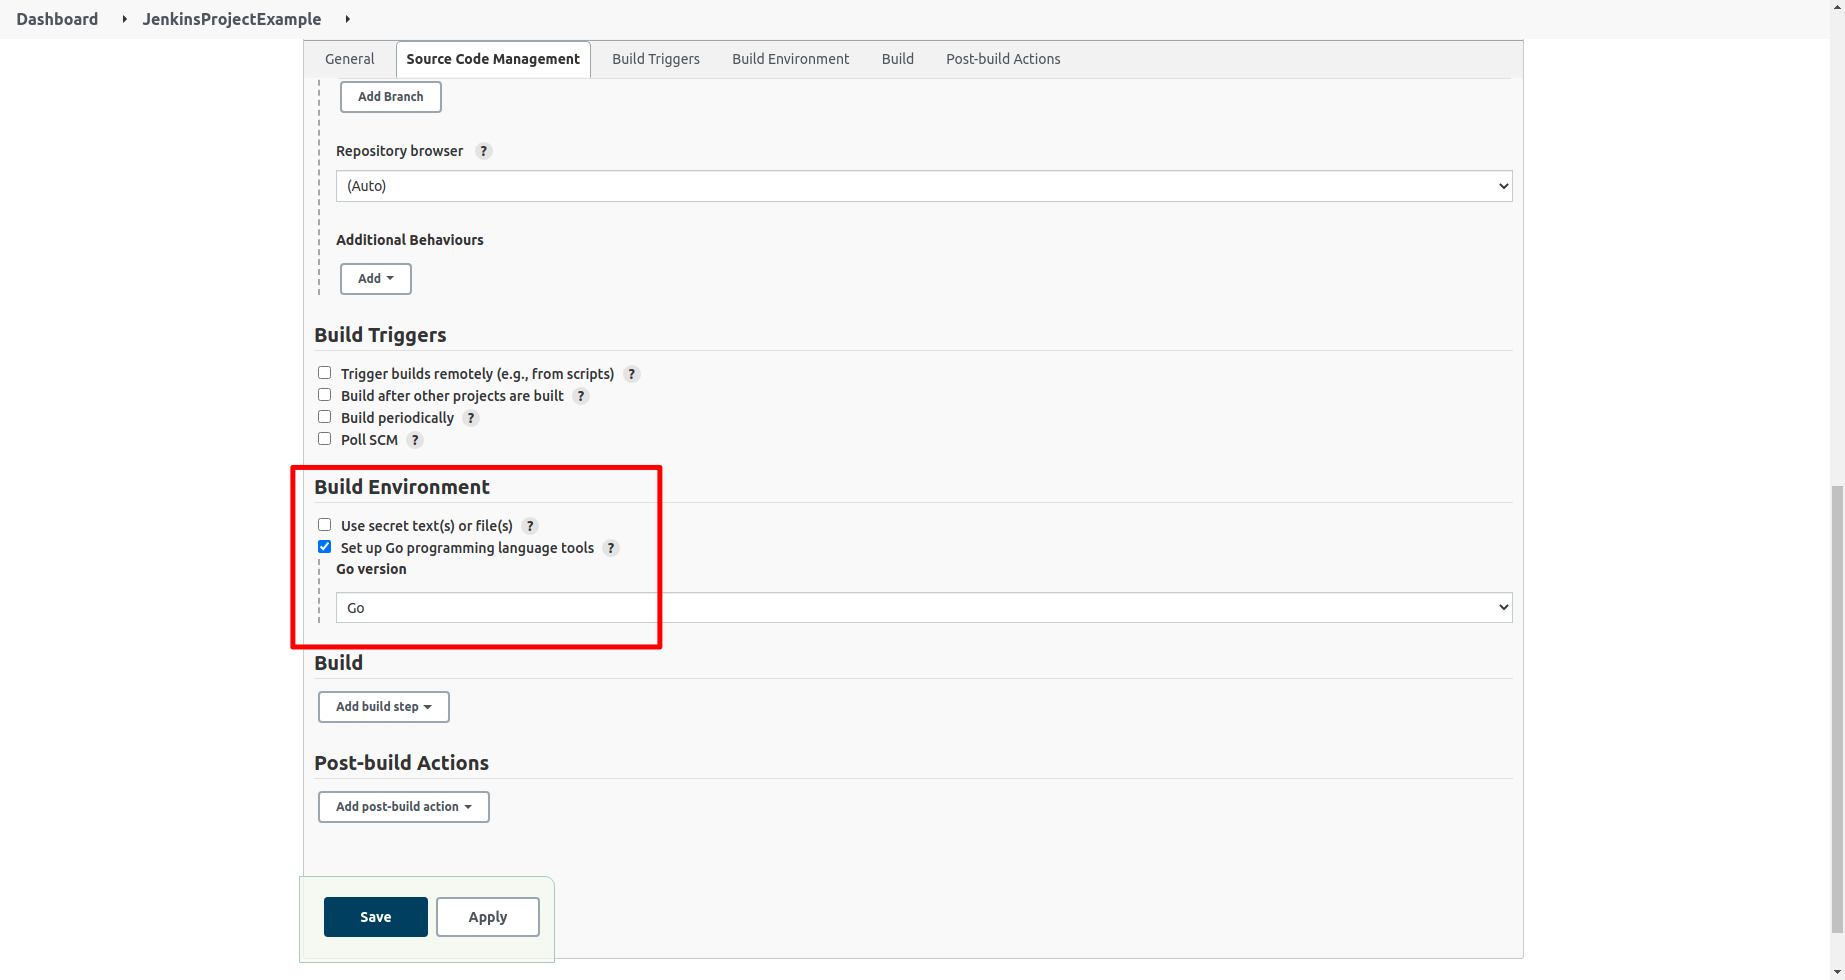 Dashboard JenkinsProjectExample
General Source Code Management Build Triggers Build Environment Build Post-build Actions
Add Branch
Repository browser ?
(Auto)
Additional Behaviours
Add
Build Triggers
Trigger builds remotely (e.g., from scripts) ?
Build after other projects are built ?
Build periodically ?
Poll SCM ?
Build Environment
Use secret text(s) or file(s) ?
Set up Go programming language tools ?
Go version
Go
Build
Add build step
Post-build Actions
Add post-build action
Save Apply